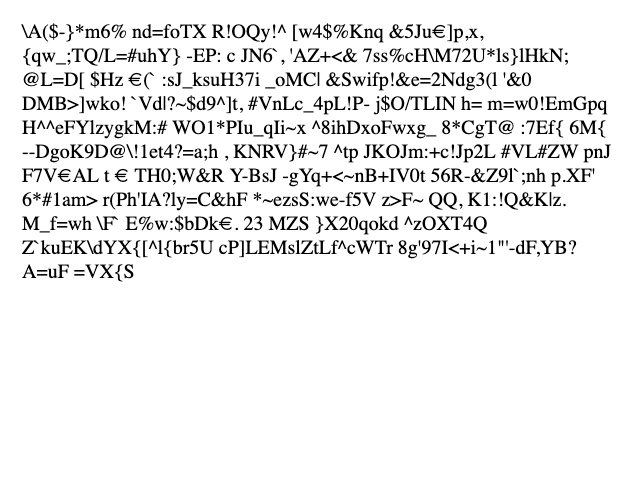 \A($-}*m6% nd=foTX R!OQy!^ [w4$%Knq &5Ju€]p,x,
{qw_;TQ/L=#uhY} -EP: c JN6`, 'AZ+<& 7ss%cH\M72U*ls}lHkN;
@L=D[ $Hz €(` :sJ_ksuH37i _oMC| &Swifp!&e=2Ndg3(l '&0
DMB>]wko! `Vd|?~$d9^]t, #VnLc_4pL!P- j$O/TLIN h= m=w0!EmGpq
H^^eFYlzygkM:# WO1*PIu_qIi~x ^8ihDxoFwxg_ 8*CgT@ :7Ef{ 6M{
--DgoK9D@\!1et4?=a;h , KNRV}#~7 ^tp JKOJm:+c!Jp2L #VL#ZW pnJ
F7V€AL t € TH0;W&R Y-BsJ -gYq+<~nB+IV0t 56R-&Z9l`;nh p.XF'
6*#1am> r(Ph'IA?ly=C&hF *~ezsS:we-f5V z>F~ QQ, K1:!Q&K|z.
M_f=wh \F` E%w:$bDk€. 23 MZS }X20qokd ^zOXT4Q
Z`kuEK\dYX{[^l{br5U cP]LEMslZtLf^cWTr 8g'97I<+i~1"'-dF,YB?
A=uF =VX{S